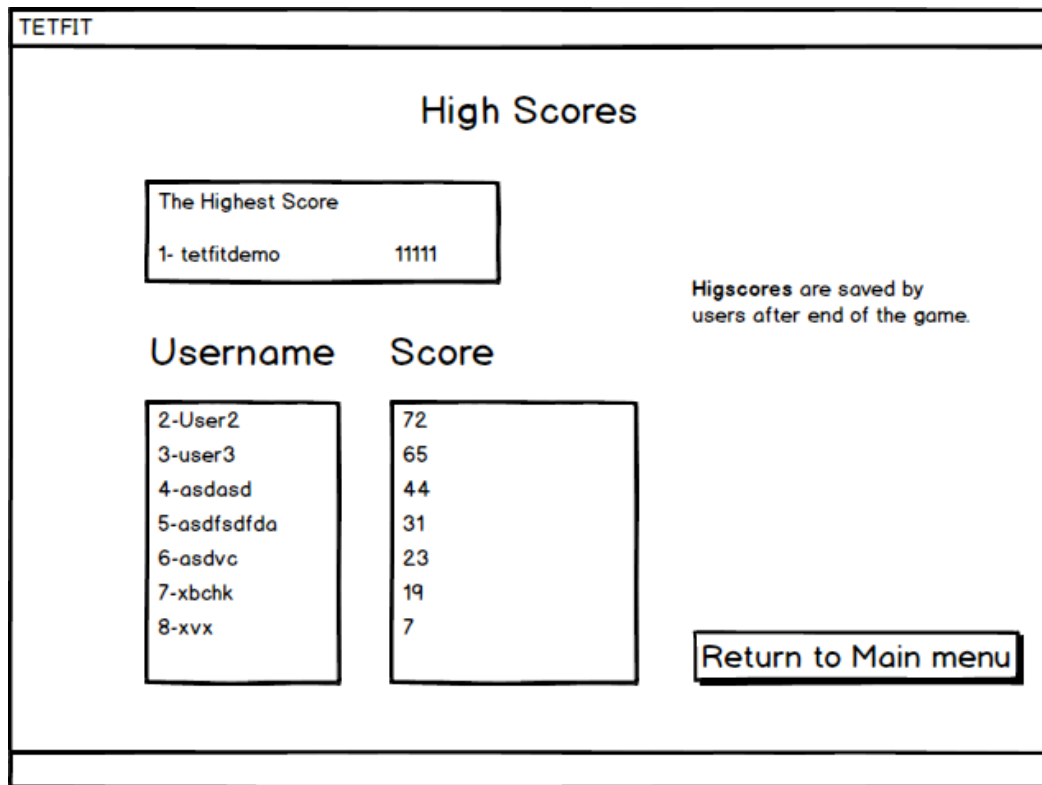 TETFIT
High Scores
The Highest Score
1- tetfitdemo 11111
Higscores are saved by
users after end of the game.
Username Score
2-User2 72
3-user3 65
4-asdasd 44
5-asdfsdfda 31
6-asdvc 23
7-xbchk 19
8-xvx 7
Return to Main menu